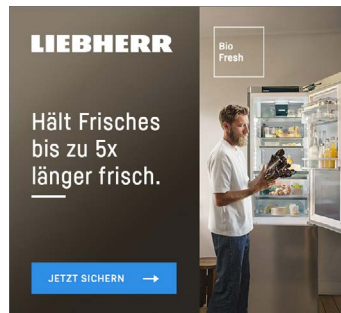 LIEBHERR
Bio
Fresh
Hält Frisches
bis zu 5x
länger frisch.
JETZT SICHERN →